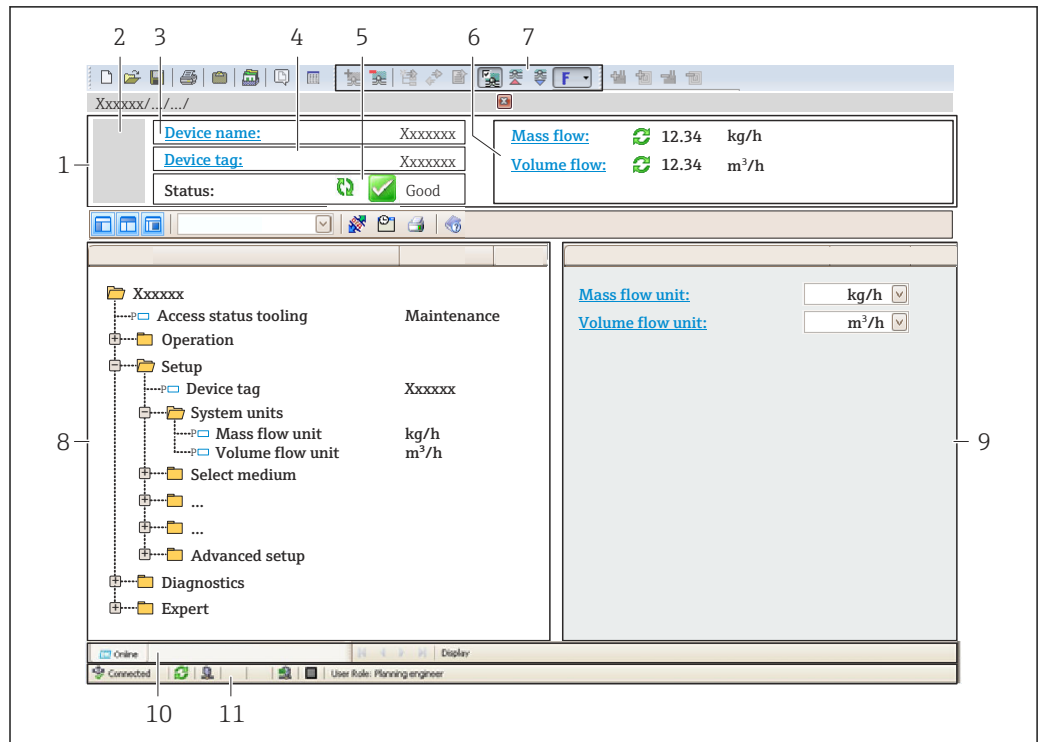 2 3 4 5 6 7
F
Xxxxxx/.../.../
1
Device name: Xxxxxxx
Device tag: Xxxxxxx
Status: Good
Mass flow: 12.34 kg/h
Volume flow: 12.34 m³/h
Xxxxxx
P Access status tooling Maintenance
Operation
Setup
P Device tag Xxxxxx
System units
P Mass flow unit kg/h
P Volume flow unit m³/h
Select medium
...
...
Advanced setup
Diagnostics
Expert
8
Mass flow unit: kg/h
Volume flow unit: m³/h
9
Online Display
Connected User Role: Planning engineer
10 11